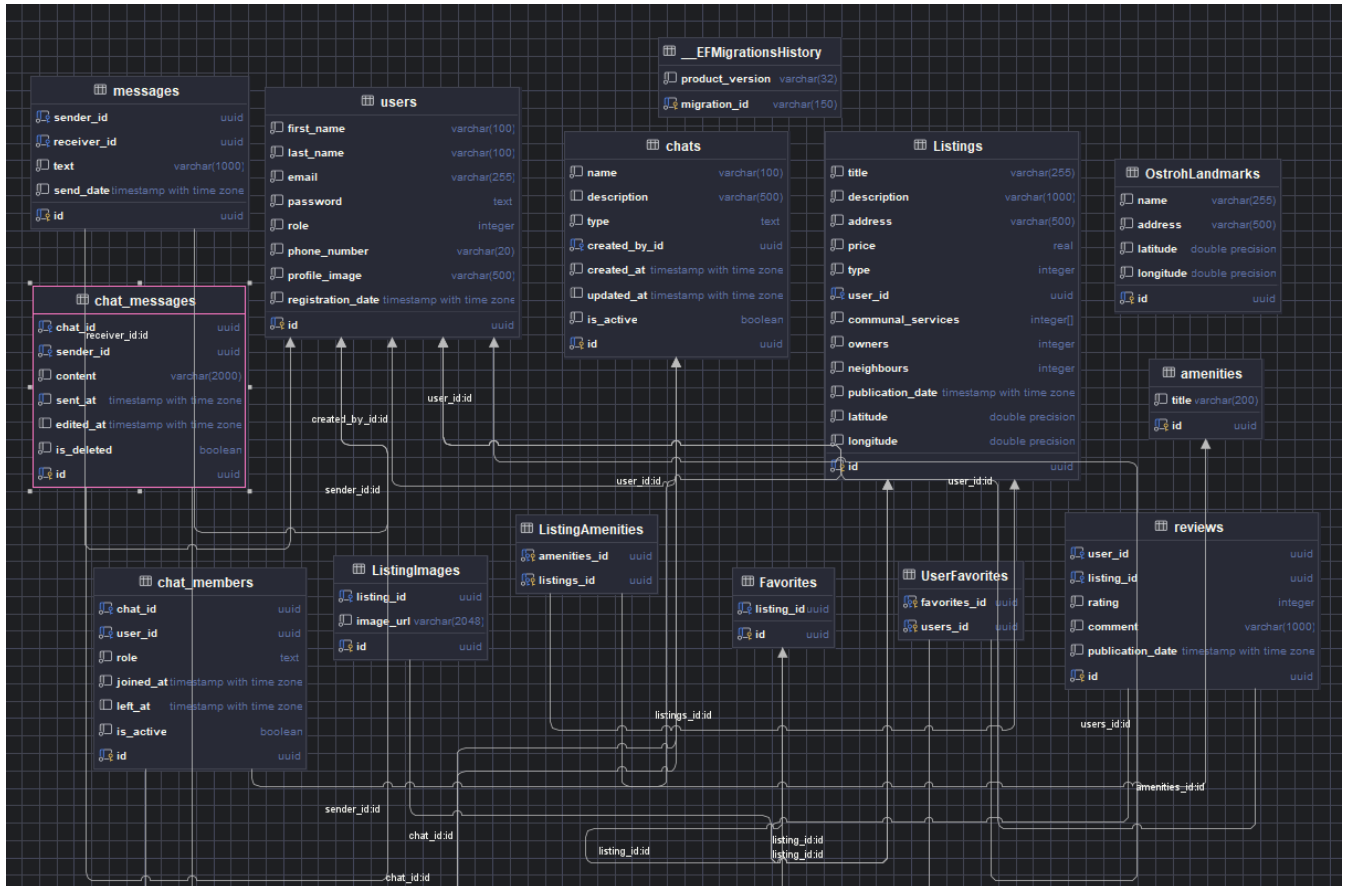 __EFMigrationsHistory
product_version varchar(32)
migration_id varchar(150)
messages
sender_id uuid
receiver_id uuid
text varchar(1000)
send_date timestamp with time zone
id uuid
users
first_name varchar(100)
last_name varchar(100)
email varchar(255)
password text
role integer
phone_number varchar(20)
profile_image varchar(500)
registration_date timestamp with time zone
id uuid
chats
name varchar(100)
description varchar(500)
type text
created_by_id uuid
created_at timestamp with time zone
updated_at timestamp with time zone
is_active boolean
id uuid
Listings
title varchar(255)
description varchar(1000)
address varchar(500)
price real
type integer
user_id uuid
communal_services integer[]
owners integer
neighbours integer
publication_date timestamp with time zone
latitude double precision
longitude double precision
id uuid
OstrohLandmarks
name varchar(255)
address varchar(500)
latitude double precision
longitude double precision
id uuid
chat_messages
chat_id uuid
receiver_id:id
sender_id uuid
content varchar(2000)
sent_at timestamp with time zone
edited_at timestamp with time zone
is_deleted boolean
id uuid
amenities
title varchar(200)
id uuid
user_id:id
created_by_id:id
sender_id:id
user_id:id
user_id:id
ListingAmenities
amenities_id uuid
listings_id uuid
reviews
user_id uuid
listing_id uuid
rating integer
comment varchar(1000)
publication_date timestamp with time zone
id uuid
chat_members
chat_id uuid
user_id uuid
role text
joined_at timestamp with time zone
left_at timestamp with time zone
is_active boolean
id uuid
ListingImages
listing_id uuid
image_url varchar(2048)
id uuid
Favorites
listing_id uuid
id uuid
UserFavorites
favorites_id uuid
users_id uuid
listings_id:id
users_id:id
amenities_id:id
sender_id:id
chat_id:id
listing_id:id
listing_id:id
listing_id:id
chat_id:id